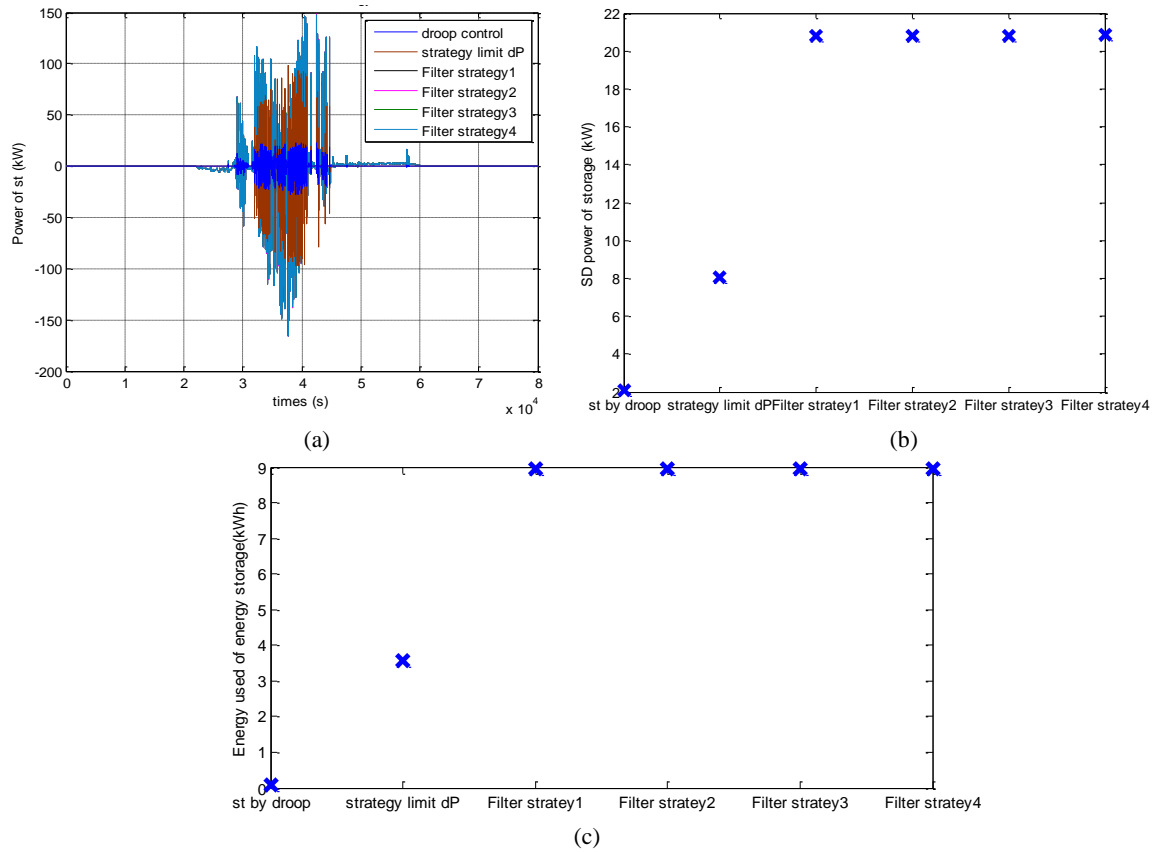 150
100
50
0
-50
-100
-150
-200
Power of st (kW)
droop control
strategy limit dP
Filter strategy1
Filter strategy2
Filter strategy3
Filter strategy4
0 1 2 3 4 5 6 7 8
x 10^4
times (s)
(a)
22
20
18
16
14
12
10
8
6
4
2
SD power of storage (kW)
st by droop strategy limit dP Filter stratey1 Filter stratey2 Filter stratey3 Filter stratey4
(b)
9
8
7
6
5
4
3
2
1
0
Energy used of energy storage(kWh)
st by droop strategy limit dP Filter stratey1 Filter stratey2 Filter stratey3 Filter stratey4
(c)